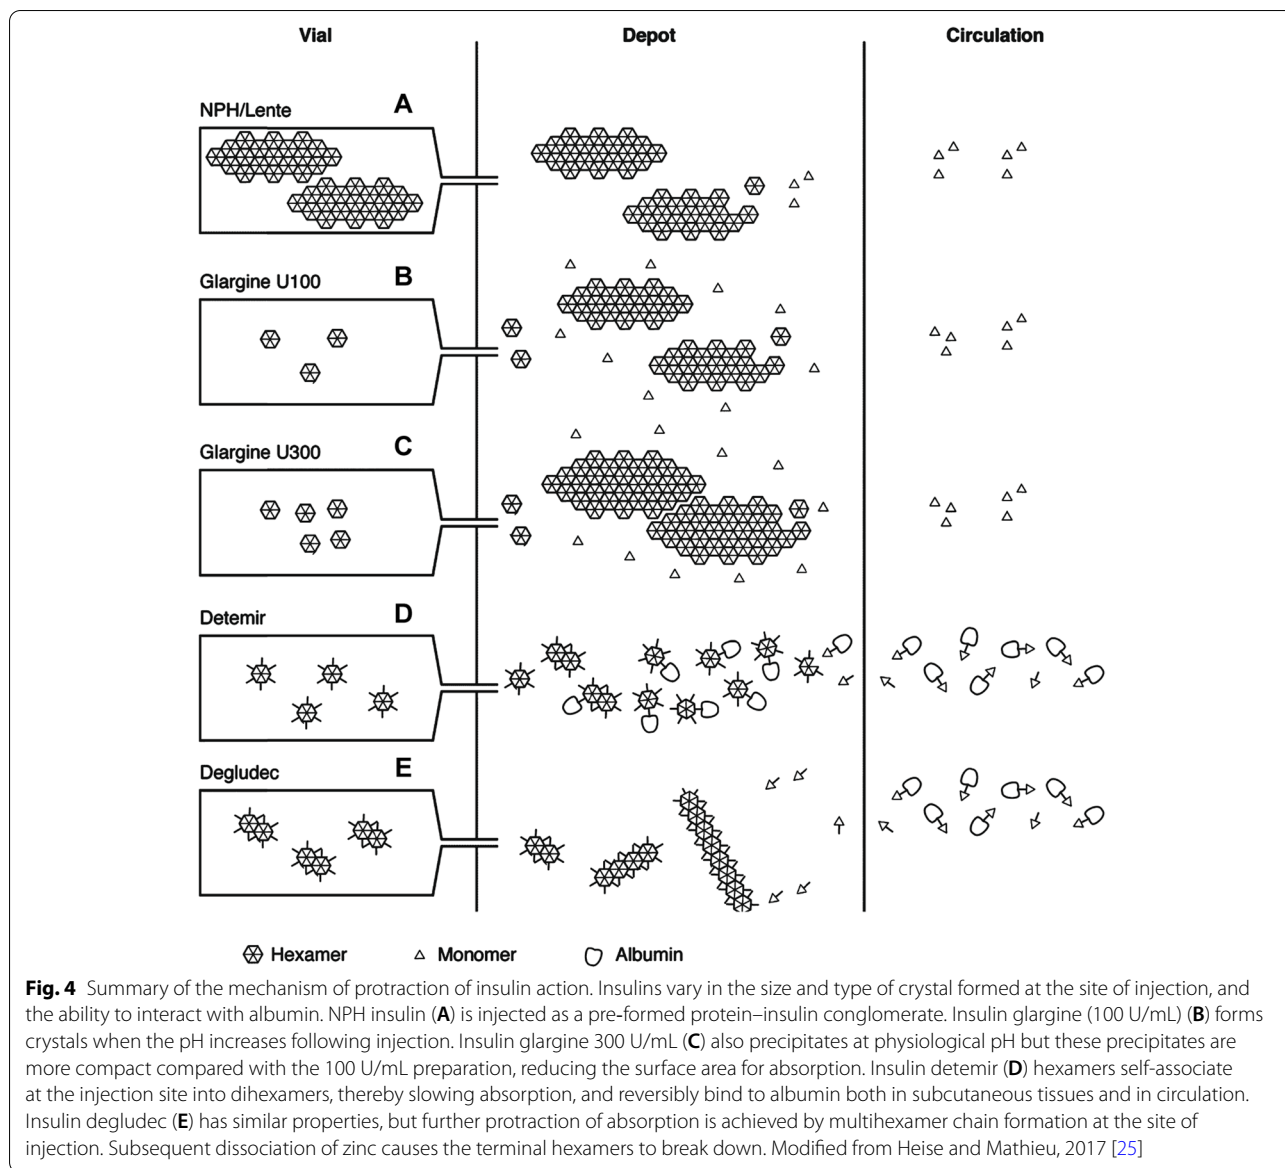 Vial Depot Circulation
NPH/Lente A
Glargine U100 B
Glargine U300 C
Detemir D
Degludec E
Hexamer Monomer Albumin
Fig. 4 Summary of the mechanism of protraction of insulin action. Insulins vary in the size and type of crystal formed at the site of injection, and
the ability to interact with albumin. NPH insulin (A) is injected as a pre-formed protein–insulin conglomerate. Insulin glargine (100 U/mL) (B) forms
crystals when the pH increases following injection. Insulin glargine 300 U/mL (C) also precipitates at physiological pH but these precipitates are
more compact compared with the 100 U/mL preparation, reducing the surface area for absorption. Insulin detemir (D) hexamers self-associate
at the injection site into dihexamers, thereby slowing absorption, and reversibly bind to albumin both in subcutaneous tissues and in circulation.
Insulin degludec (E) has similar properties, but further protraction of absorption is achieved by multihexamer chain formation at the site of
injection. Subsequent dissociation of zinc causes the terminal hexamers to break down. Modified from Heise and Mathieu, 2017 [25]